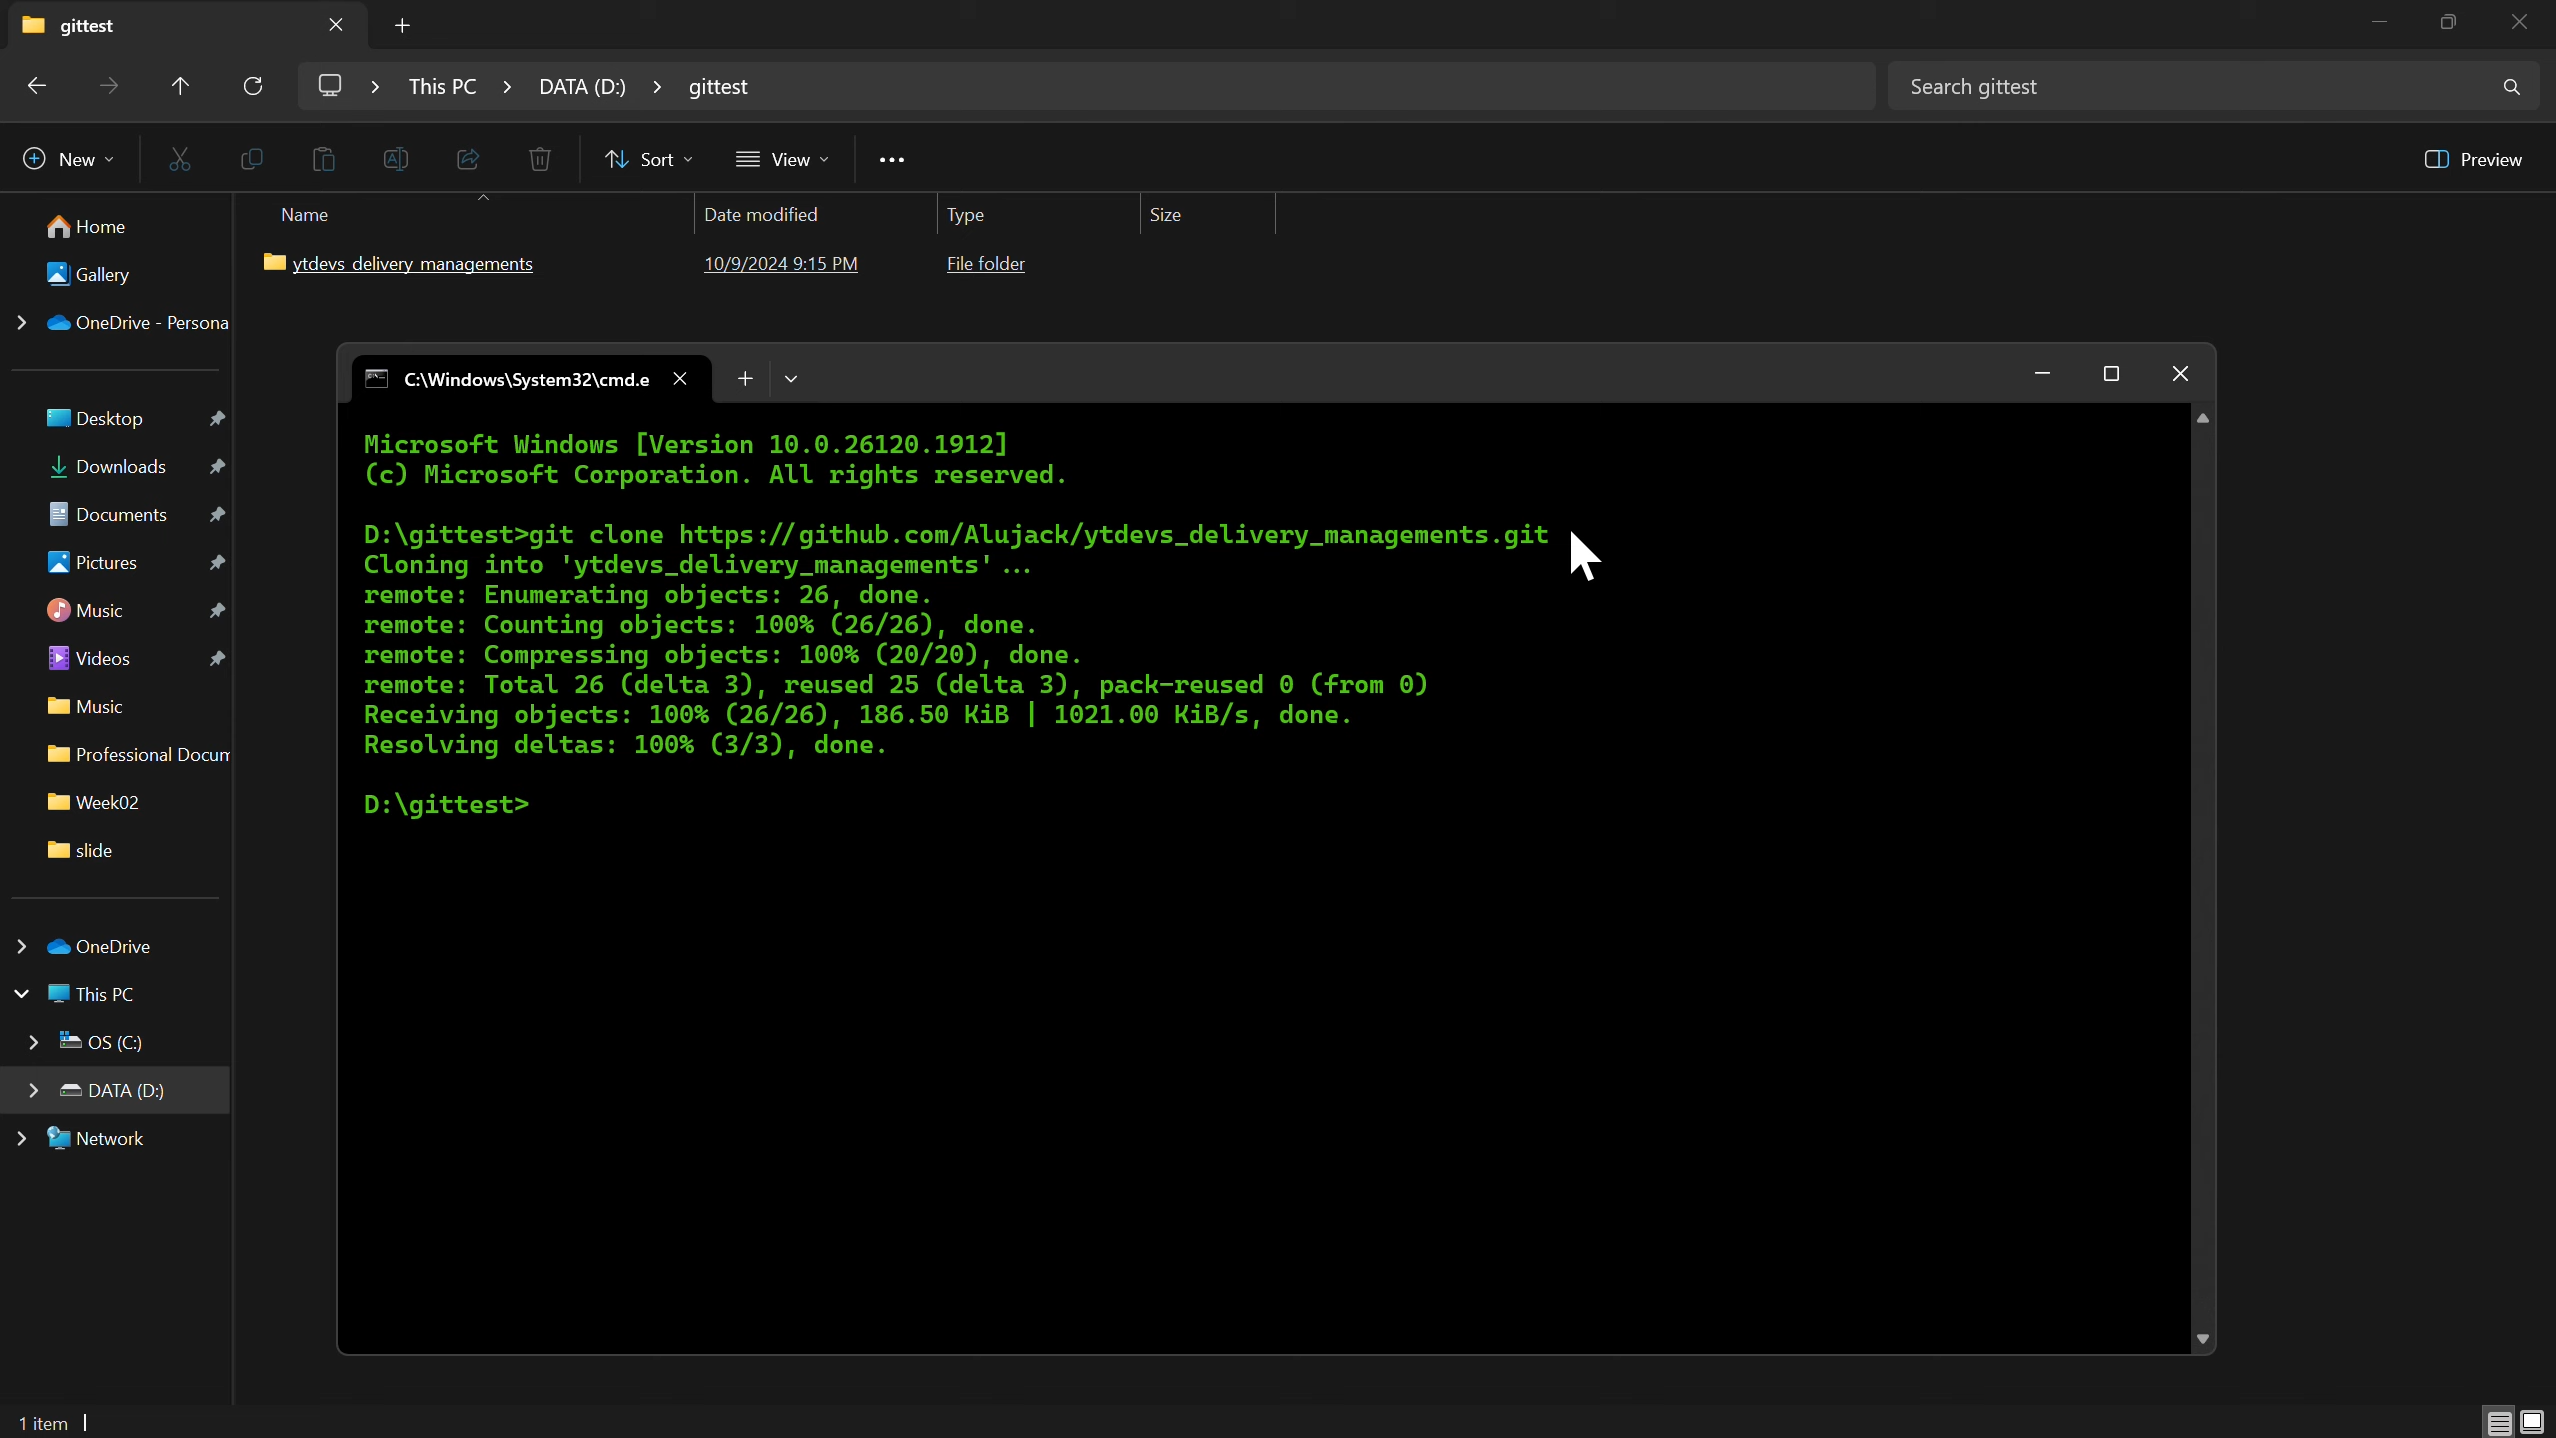 gittest
This PC > DATA (D:) > gittest
Search gittest
New
Sort
View
Preview
Name
Date modified
Type
Size
ytdevs_delivery_managements
10/9/2024 9:15 PM
File folder
Home
Gallery
OneDrive - Persona
Desktop
Downloads
Documents
Pictures
Music
Videos
Music
Professional Docum
Week02
slide
OneDrive
This PC
OS (C:)
DATA (D:)
Network
C:\Windows\System32\cmd.e
Microsoft Windows [Version 10.0.26120.1912]
(c) Microsoft Corporation. All rights reserved.
D:\gittest>git clone https://github.com/Alujack/ytdevs_delivery_managements.git
Cloning into 'ytdevs_delivery_managements'...
remote: Enumerating objects: 26, done.
remote: Counting objects: 100% (26/26), done.
remote: Compressing objects: 100% (20/20), done.
remote: Total 26 (delta 3), reused 25 (delta 3), pack-reused 0 (from 0)
Receiving objects: 100% (26/26), 186.50 KiB | 1021.00 KiB/s, done.
Resolving deltas: 100% (3/3), done.
D:\gittest>
1 item